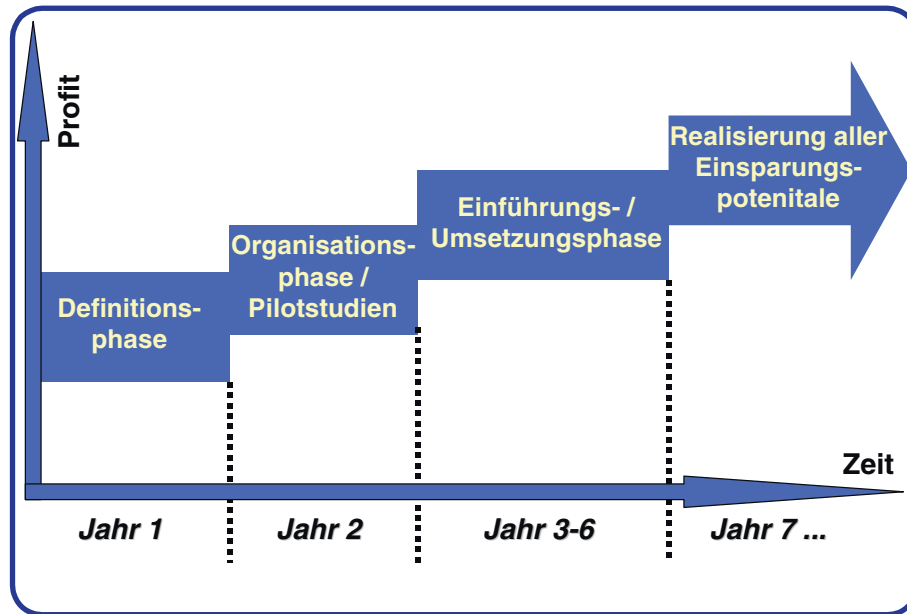 Profit
Realisierung aller
Einsparungs-
potenitale
Einführungs- /
Umsetzungsphase
Organisations-
phase /
Pilotstudien
Definitions-
phase
Zeit
Jahr 1
Jahr 2
Jahr 3-6
Jahr 7 ...